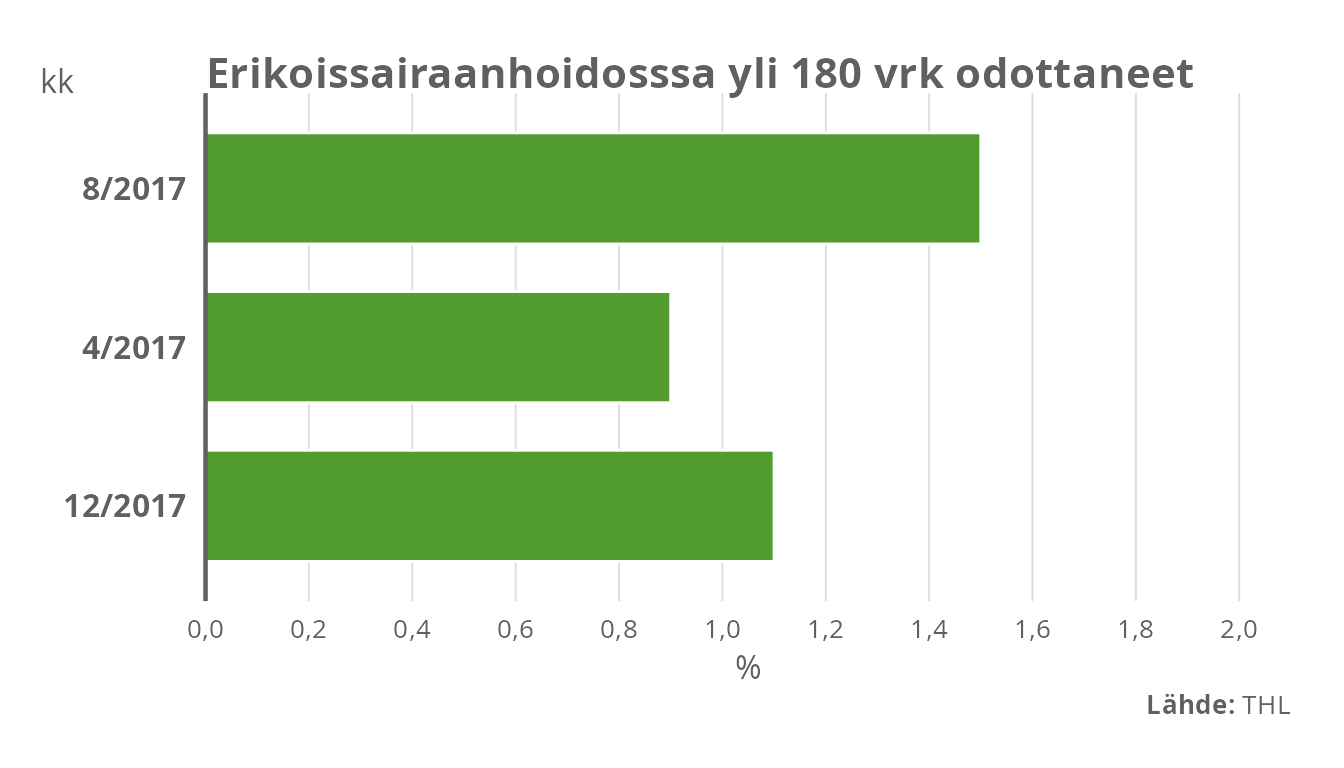 Erikoissairaanhoidosssa yli 180 vrk odottaneet
kk
8/2017
4/2017
12/2017
0,0 0,2 0,4 0,6 0,8 1,0 1,2 1,4 1,6 1,8 2,0
%
Lähde: THL